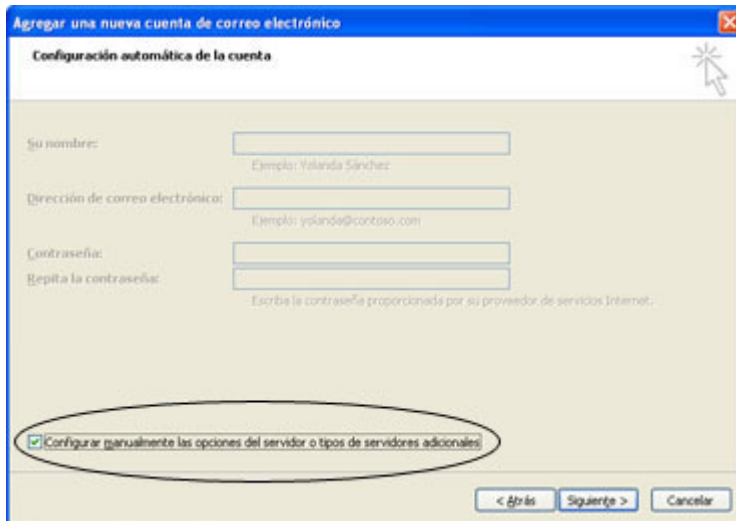 Agregar una nueva cuenta de correo electrónico
Configuración automática de la cuenta
Su nombre:
Ejemplo: Yolanda Sánchez
Dirección de correo electrónico:
Ejemplo: yolanda@contoso.com
Contraseña:
Repita la contraseña:
Escriba la contraseña proporcionada por su proveedor de servicios Internet.
Configurar manualmente las opciones del servidor o tipos de servidores adicionales
< Atrás Siguiente > Cancelar